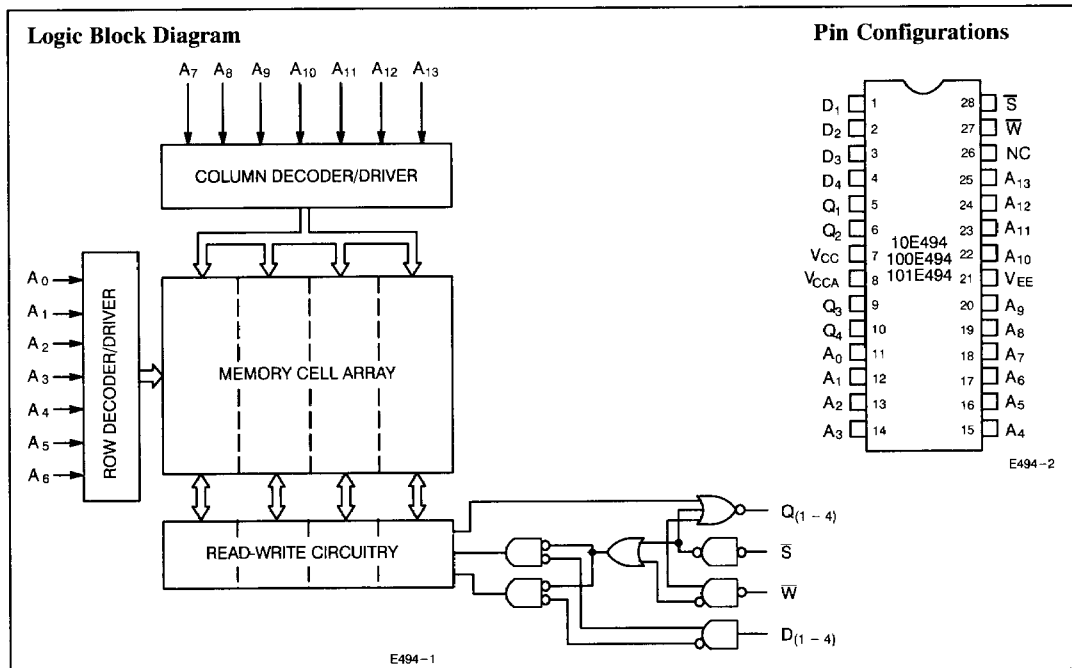 Logic Block Diagram
A7 A8 A9 A10 A11 A12 A13
COLUMN DECODER/DRIVER
A0
A1
A2
A3
A4
A5
A6
ROW DECODER/DRIVER
MEMORY CELL ARRAY
READ-WRITE CIRCUITRY
Q(1 – 4)
S̅
W̅
D(1 – 4)
E494–1
Pin Configurations
D1 1 28 S̅
D2 2 27 W̅
D3 3 26 NC
D4 4 25 A13
Q1 5 24 A12
Q2 6 23 A11
10E494
VCC 7 22 A10
100E494
VCCA 8 21 VEE
101E494
Q3 9 20 A9
Q4 10 19 A8
A0 11 18 A7
A1 12 17 A6
A2 13 16 A5
A3 14 15 A4
E494–2